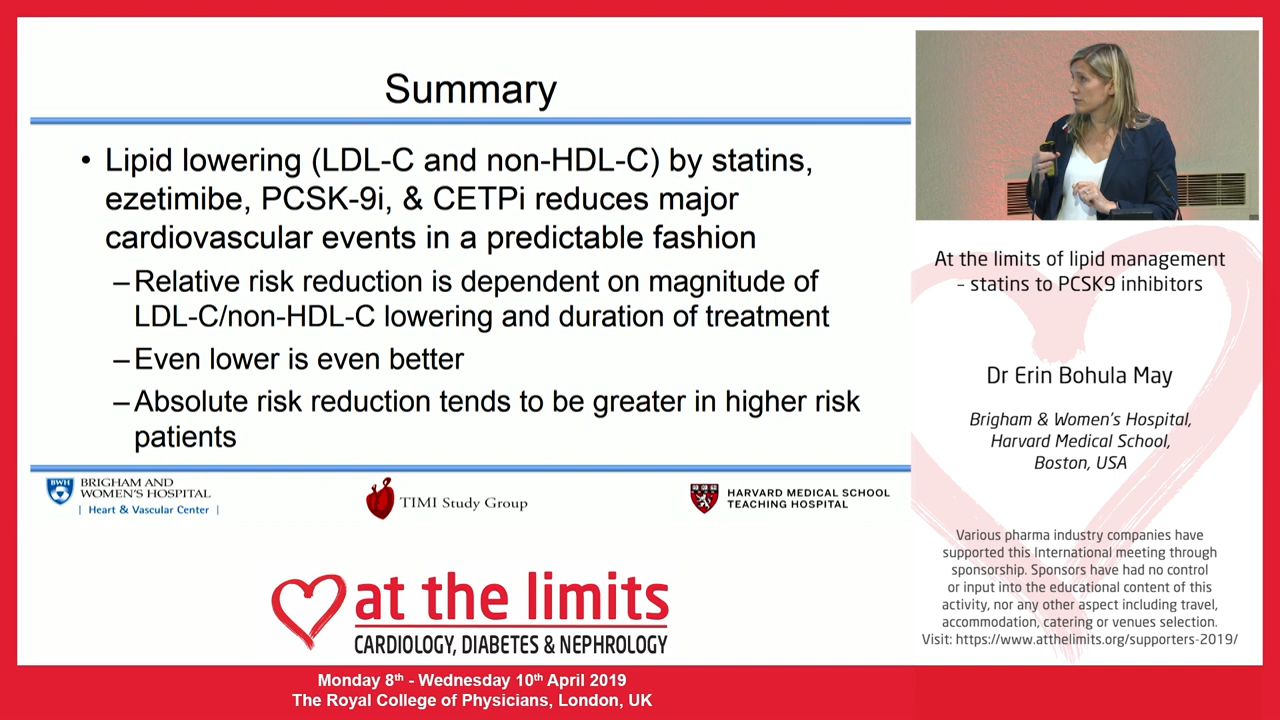 Summary
• Lipid lowering (LDL-C and non-HDL-C) by statins,
ezetimibe, PCSK-9i, & CETPi reduces major
cardiovascular events in a predictable fashion
–Relative risk reduction is dependent on magnitude of
LDL-C/non-HDL-C lowering and duration of treatment
–Even lower is even better
–Absolute risk reduction tends to be greater in higher risk
patients
BWH
BRIGHAM AND
WOMEN'S HOSPITAL
| Heart & Vascular Center |
TIMI Study Group
HARVARD MEDICAL SCHOOL
TEACHING HOSPITAL
at the limits
CARDIOLOGY, DIABETES & NEPHROLOGY
Monday 8th - Wednesday 10th April 2019
The Royal College of Physicians, London, UK
At the limits of lipid management
– statins to PCSK9 inhibitors
Dr Erin Bohula May
Brigham & Women's Hospital,
Harvard Medical School,
Boston, USA
Various pharma industry companies have
supported this International meeting through
sponsorship. Sponsors have had no control
or input into the educational content of this
activity, nor any other aspect including travel,
accommodation, catering or venues selection.
Visit: https://www.atthelimits.org/supporters-2019/